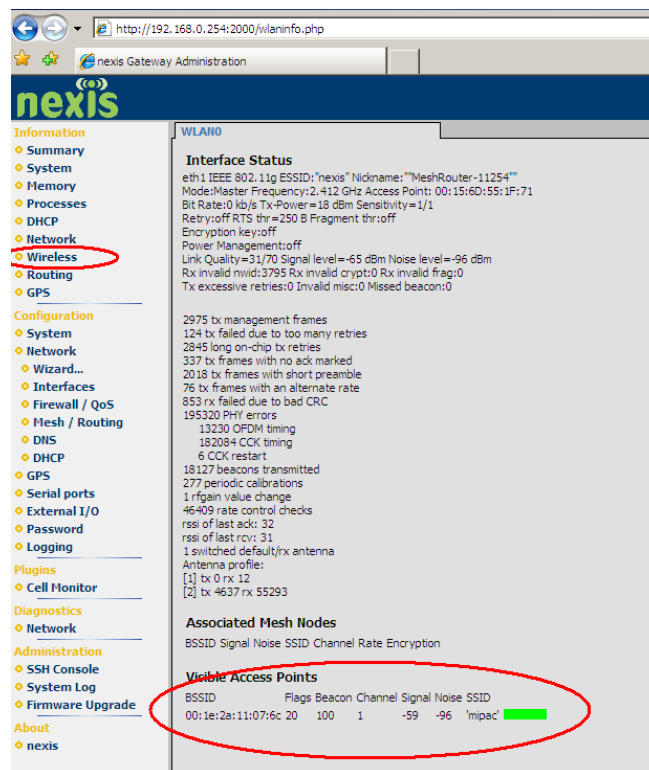 http://192.168.0.254:2000/wlaninfo.php
nexis Gateway Administration
nexis
Information
Summary
System
Memory
Processes
DHCP
Network
Wireless
Routing
GPS
Configuration
System
Network
Wizard...
Interfaces
Firewall / QoS
Mesh / Routing
DNS
DHCP
GPS
Serial ports
External I/O
Password
Logging
Plugins
Cell Monitor
Diagnostics
Network
Administration
SSH Console
System Log
Firmware Upgrade
About
nexis
WLAN0
Interface Status
eth1 IEEE 802.11g ESSID:"nexis" Nickname:""MeshRouter-11254""
Mode:Master Frequency:2.412 GHz Access Point: 00:15:6D:55:1F:71
Bit Rate:0 kb/s Tx-Power=18 dBm Sensitivity=1/1
Retry:off RTS thr=250 B Fragment thr:off
Encryption key:off
Power Management:off
Link Quality=31/70 Signal level=-65 dBm Noise level=-96 dBm
Rx invalid nwid:3795 Rx invalid crypt:0 Rx invalid frag:0
Tx excessive retries:0 Invalid misc:0 Missed beacon:0
2975 tx management frames
124 tx failed due to too many retries
2845 long on-chip tx retries
337 tx frames with no ack marked
2018 tx frames with short preamble
76 tx frames with an alternate rate
853 rx failed due to bad CRC
195320 PHY errors
13230 OFDM timing
182084 CCK timing
6 CCK restart
18127 beacons transmitted
277 periodic calibrations
1 rfgain value change
46409 rate control checks
rssi of last ack: 32
rssi of last rcv: 31
1 switched default/rx antenna
Antenna profile:
[1] tx 0 rx 12
[2] tx 4637 rx 55293
Associated Mesh Nodes
BSSID Signal Noise SSID Channel Rate Encryption
Visible Access Points
BSSID Flags Beacon Channel Signal Noise SSID
00:1e:2a:11:07:6c 20 100 1 -59 -96 'mipac'